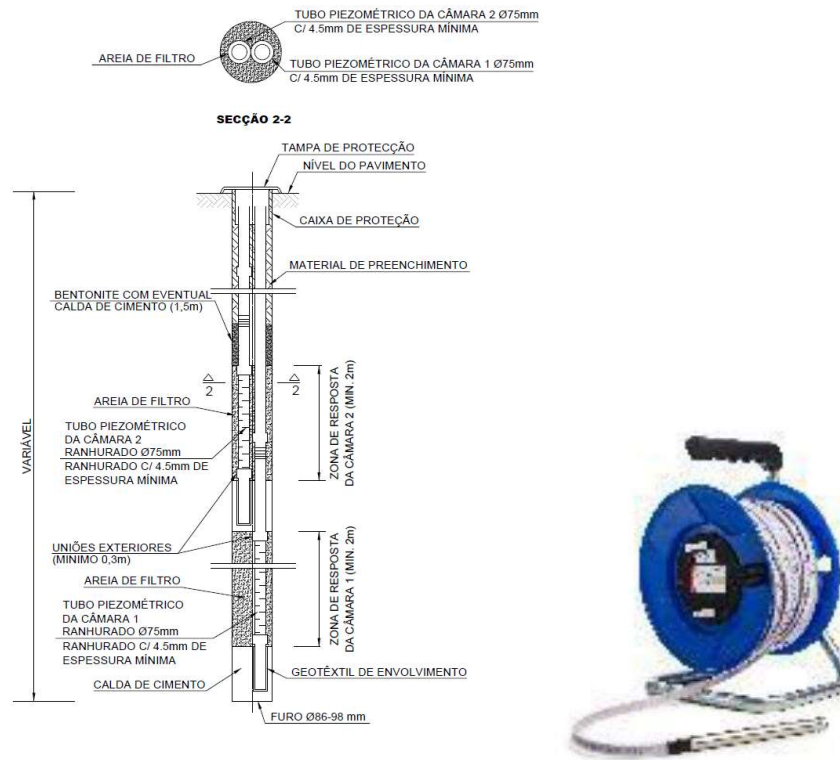 TUBO PIEZOMÉTRICO DA CÂMARA 2 Ø75mm
C/ 4.5mm DE ESPESSURA MÍNIMA
AREIA DE FILTRO
TUBO PIEZOMÉTRICO DA CÂMARA 1 Ø75mm
C/ 4.5mm DE ESPESSURA MÍNIMA
SECÇÃO 2-2
TAMPA DE PROTECÇÃO
NÍVEL DO PAVIMENTO
CAIXA DE PROTEÇÃO
MATERIAL DE PREENCHIMENTO
BENTONITE COM EVENTUAL
CALDA DE CIMENTO (1,5m)
2
2
AREIA DE FILTRO
TUBO PIEZOMÉTRICO
DA CÂMARA 2
RANHURADO Ø75mm
RANHURADO C/ 4.5mm DE
ESPESSURA MÍNIMA
ZONA DE RESPOSTA
DA CÂMARA 2 (MIN. 2m)
VARIÁVEL
UNIÕES EXTERIORES
(MINIMO 0,3m)
AREIA DE FILTRO
TUBO PIEZOMÉTRICO
DA CÂMARA 1
RANHURADO Ø75mm
RANHURADO C/ 4.5mm DE
ESPESSURA MÍNIMA
ZONA DE RESPOSTA
DA CÂMARA 1 (MIN. 2m)
CALDA DE CIMENTO
GEOTÊXTIL DE ENVOLVIMENTO
FURO Ø86-98 mm